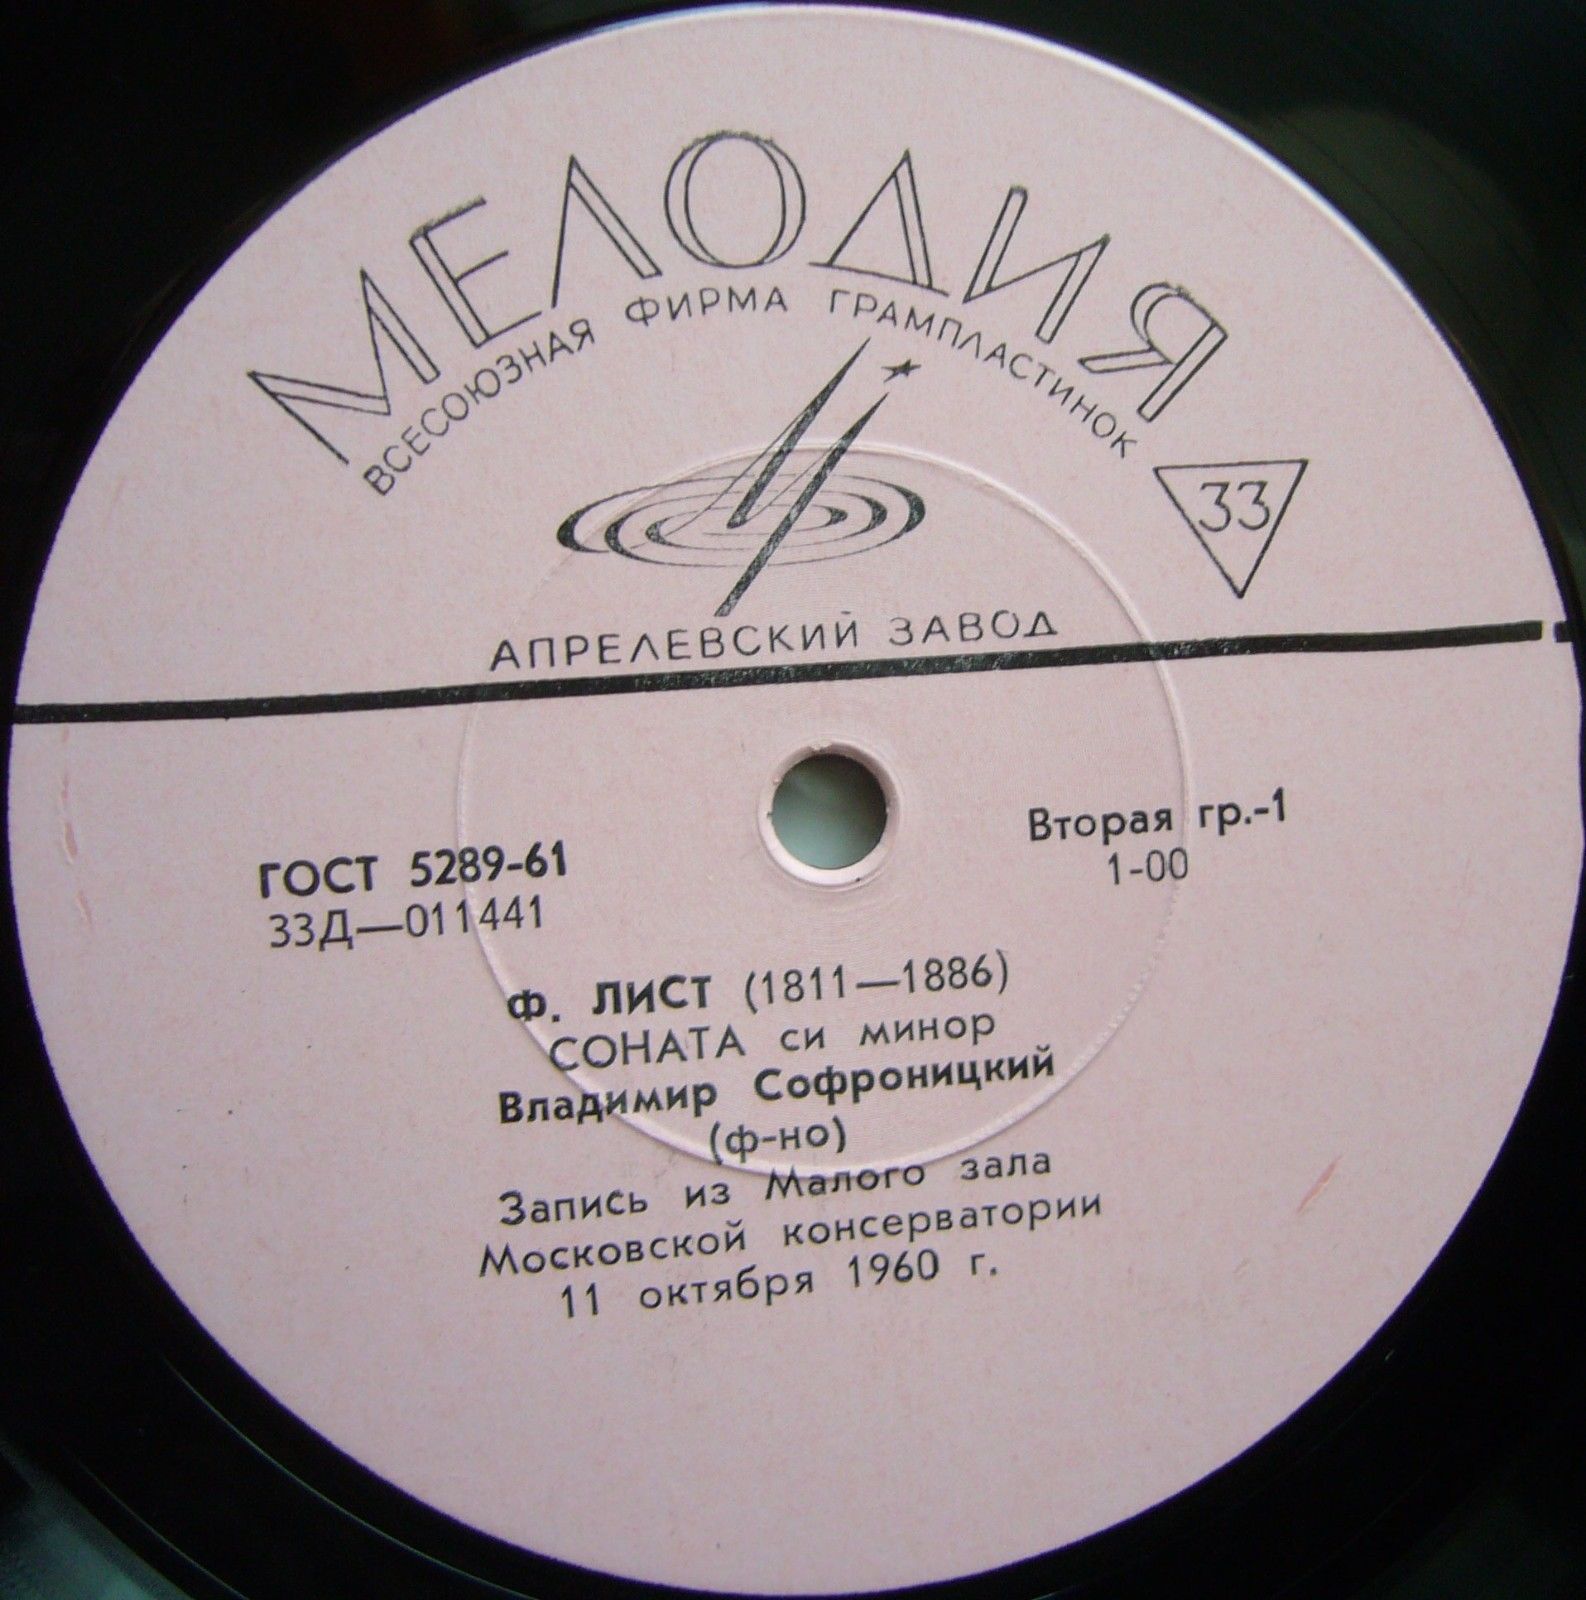 МЕЛОДИЯ
ВСЕСОЮЗНАЯ ФИРМА ГРАМПЛАСТИНОК
33
АПРЕЛЕВСКИЙ ЗАВОД
ГОСТ 5289-61
33Д—011441
Вторая гр.-1
1-00
Ф. ЛИСТ (1811—1886)
СОНАТА си минор
Владимир Софроницкий
(ф-но)
Запись из Малого зала
Московской консерватории
11 октября 1960 г.